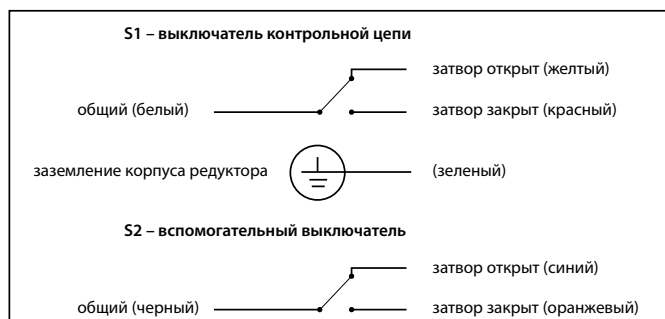 S1 – выключатель контрольной цепи
затвор открыт (желтый)
общий (белый)
затвор закрыт (красный)
заземление корпуса редуктора
(зеленый)
S2 – вспомогательный выключатель
затвор открыт (синий)
общий (черный)
затвор закрыт (оранжевый)